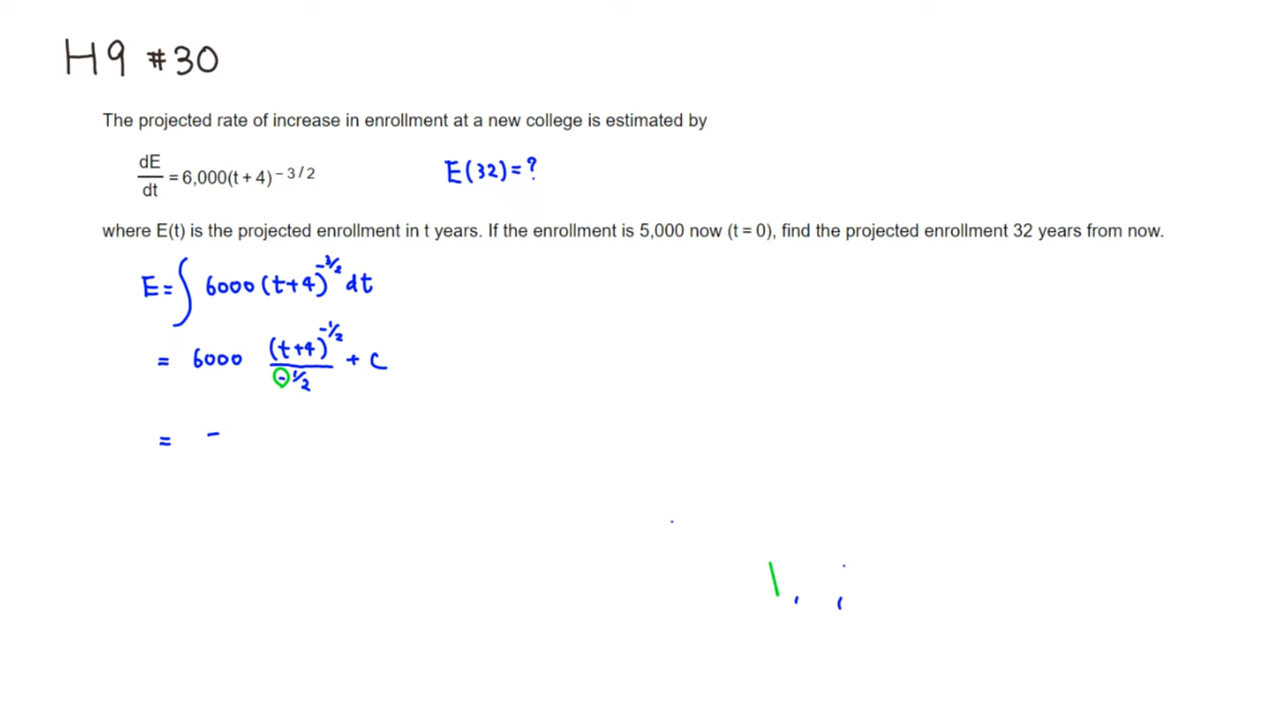 H9 #30
The projected rate of increase in enrollment at a new college is estimated by
dE/dt = 6,000(t + 4)^(- 3/2)
E(32) = ?
where E(t) is the projected enrollment in t years. If the enrollment is 5,000 now (t = 0), find the projected enrollment 32 years from now.
E = ∫ 6000 (t+4)^(-3/2) dt
= 6000 (t+4)^(-1/2) / (-1/2) + C
= -